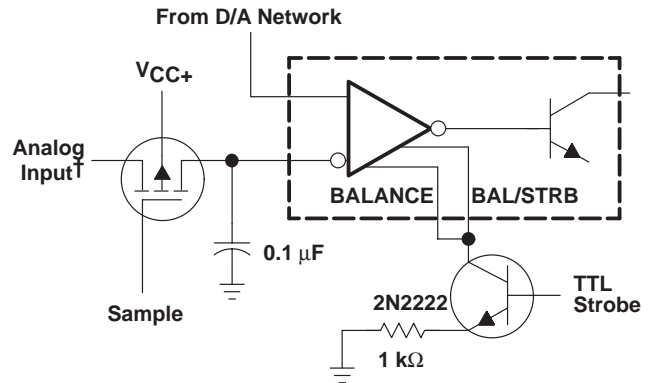 From D/A Network
VCC+
Analog
Input†
BALANCE
BAL/STRB
0.1 µF
Sample
2N2222
TTL
Strobe
1 kΩ